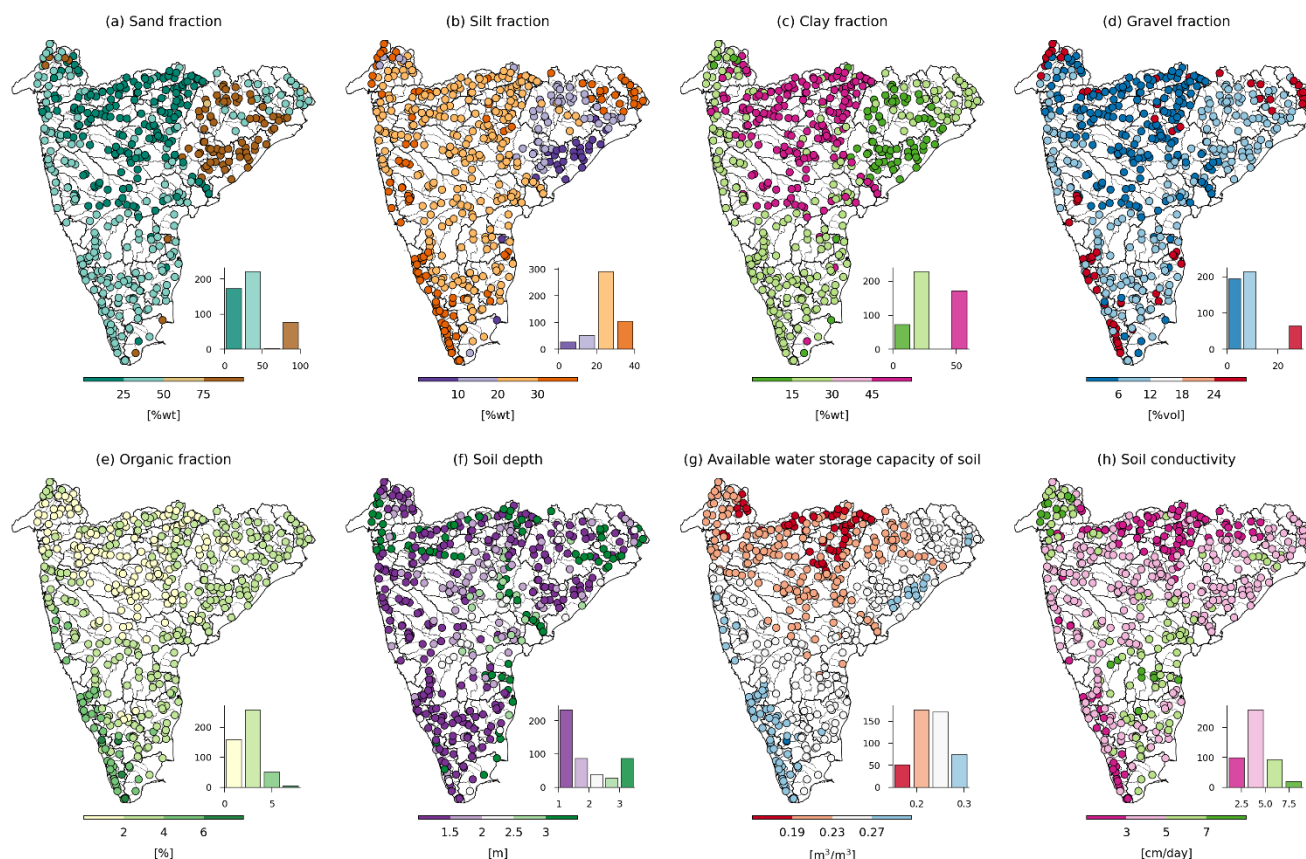 (a) Sand fraction
(b) Silt fraction
(c) Clay fraction
(d) Gravel fraction
200
100
0
0 50 100
25 50 75
[%wt]
300
200
100
0
0 20 40
10 20 30
[%wt]
200
100
0
0 50
15 30 45
[%wt]
200
100
0
0 20
6 12 18 24
[%vol]
(e) Organic fraction
(f) Soil depth
(g) Available water storage capacity of soil
(h) Soil conductivity
200
100
0
0 5
2 4 6
[%]
200
100
0
1 2 3
1.5 2 2.5 3
[m]
150
100
50
0
0.2 0.3
0.19 0.23 0.27
[m³/m³]
200
100
0
2.5 5.0 7.5
3 5 7
[cm/day]